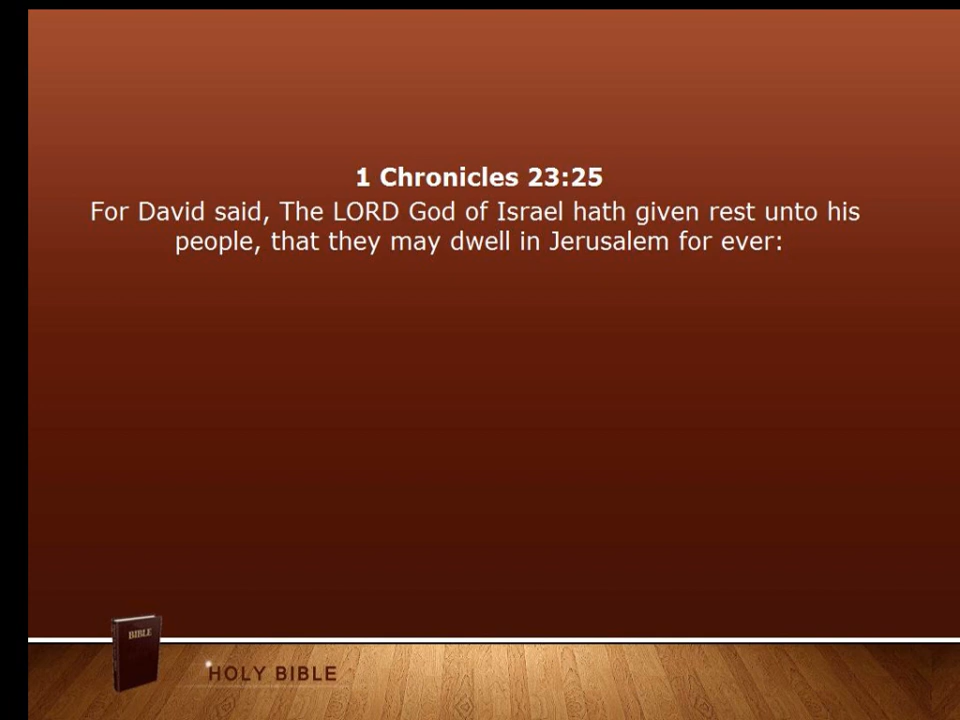 1 Chronicles 23:25
For David said, The LORD God of Israel hath given rest unto his
people, that they may dwell in Jerusalem for ever:
BIBLE
HOLY BIBLE